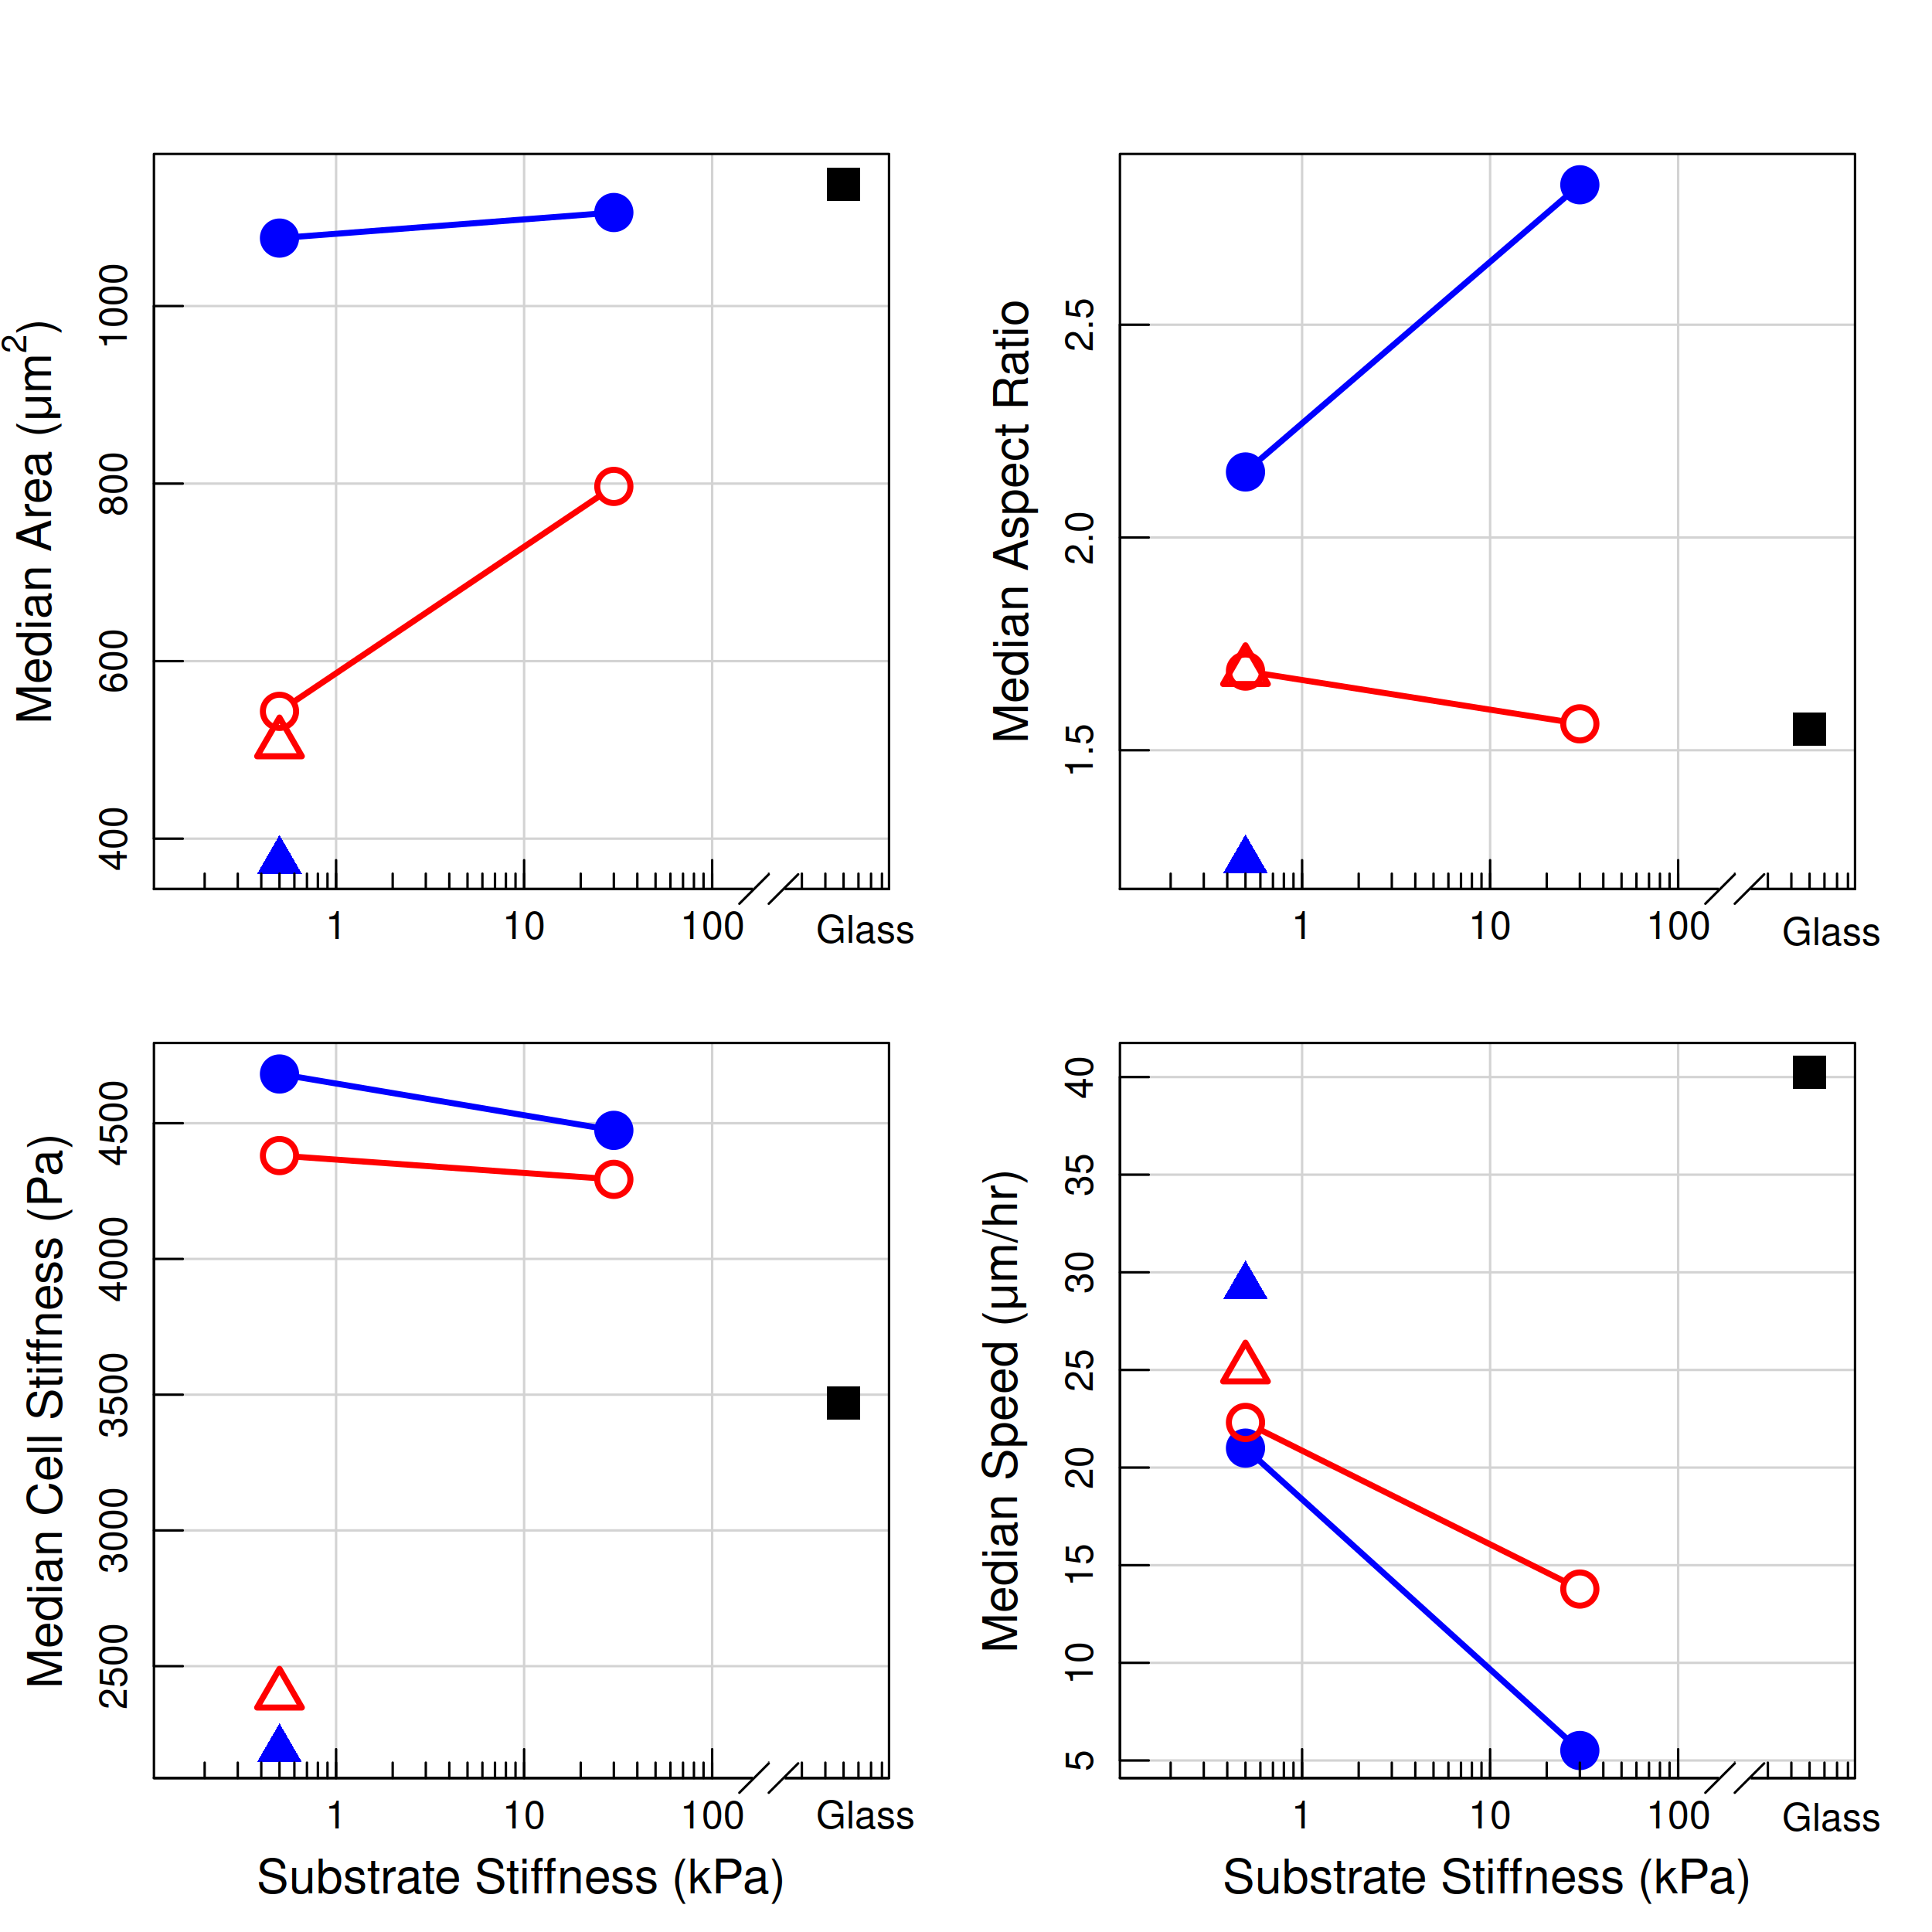 Median Area (µm2)
1000
800
600
400
1 10 100 Glass
Median Aspect Ratio
2.5
2.0
1.5
1 10 100 Glass
Median Cell Stiffness (Pa)
4500
4000
3500
3000
2500
1 10 100 Glass
Substrate Stiffness (kPa)
Median Speed (µm/hr)
40
35
30
25
20
15
10
5
1 10 100 Glass
Substrate Stiffness (kPa)